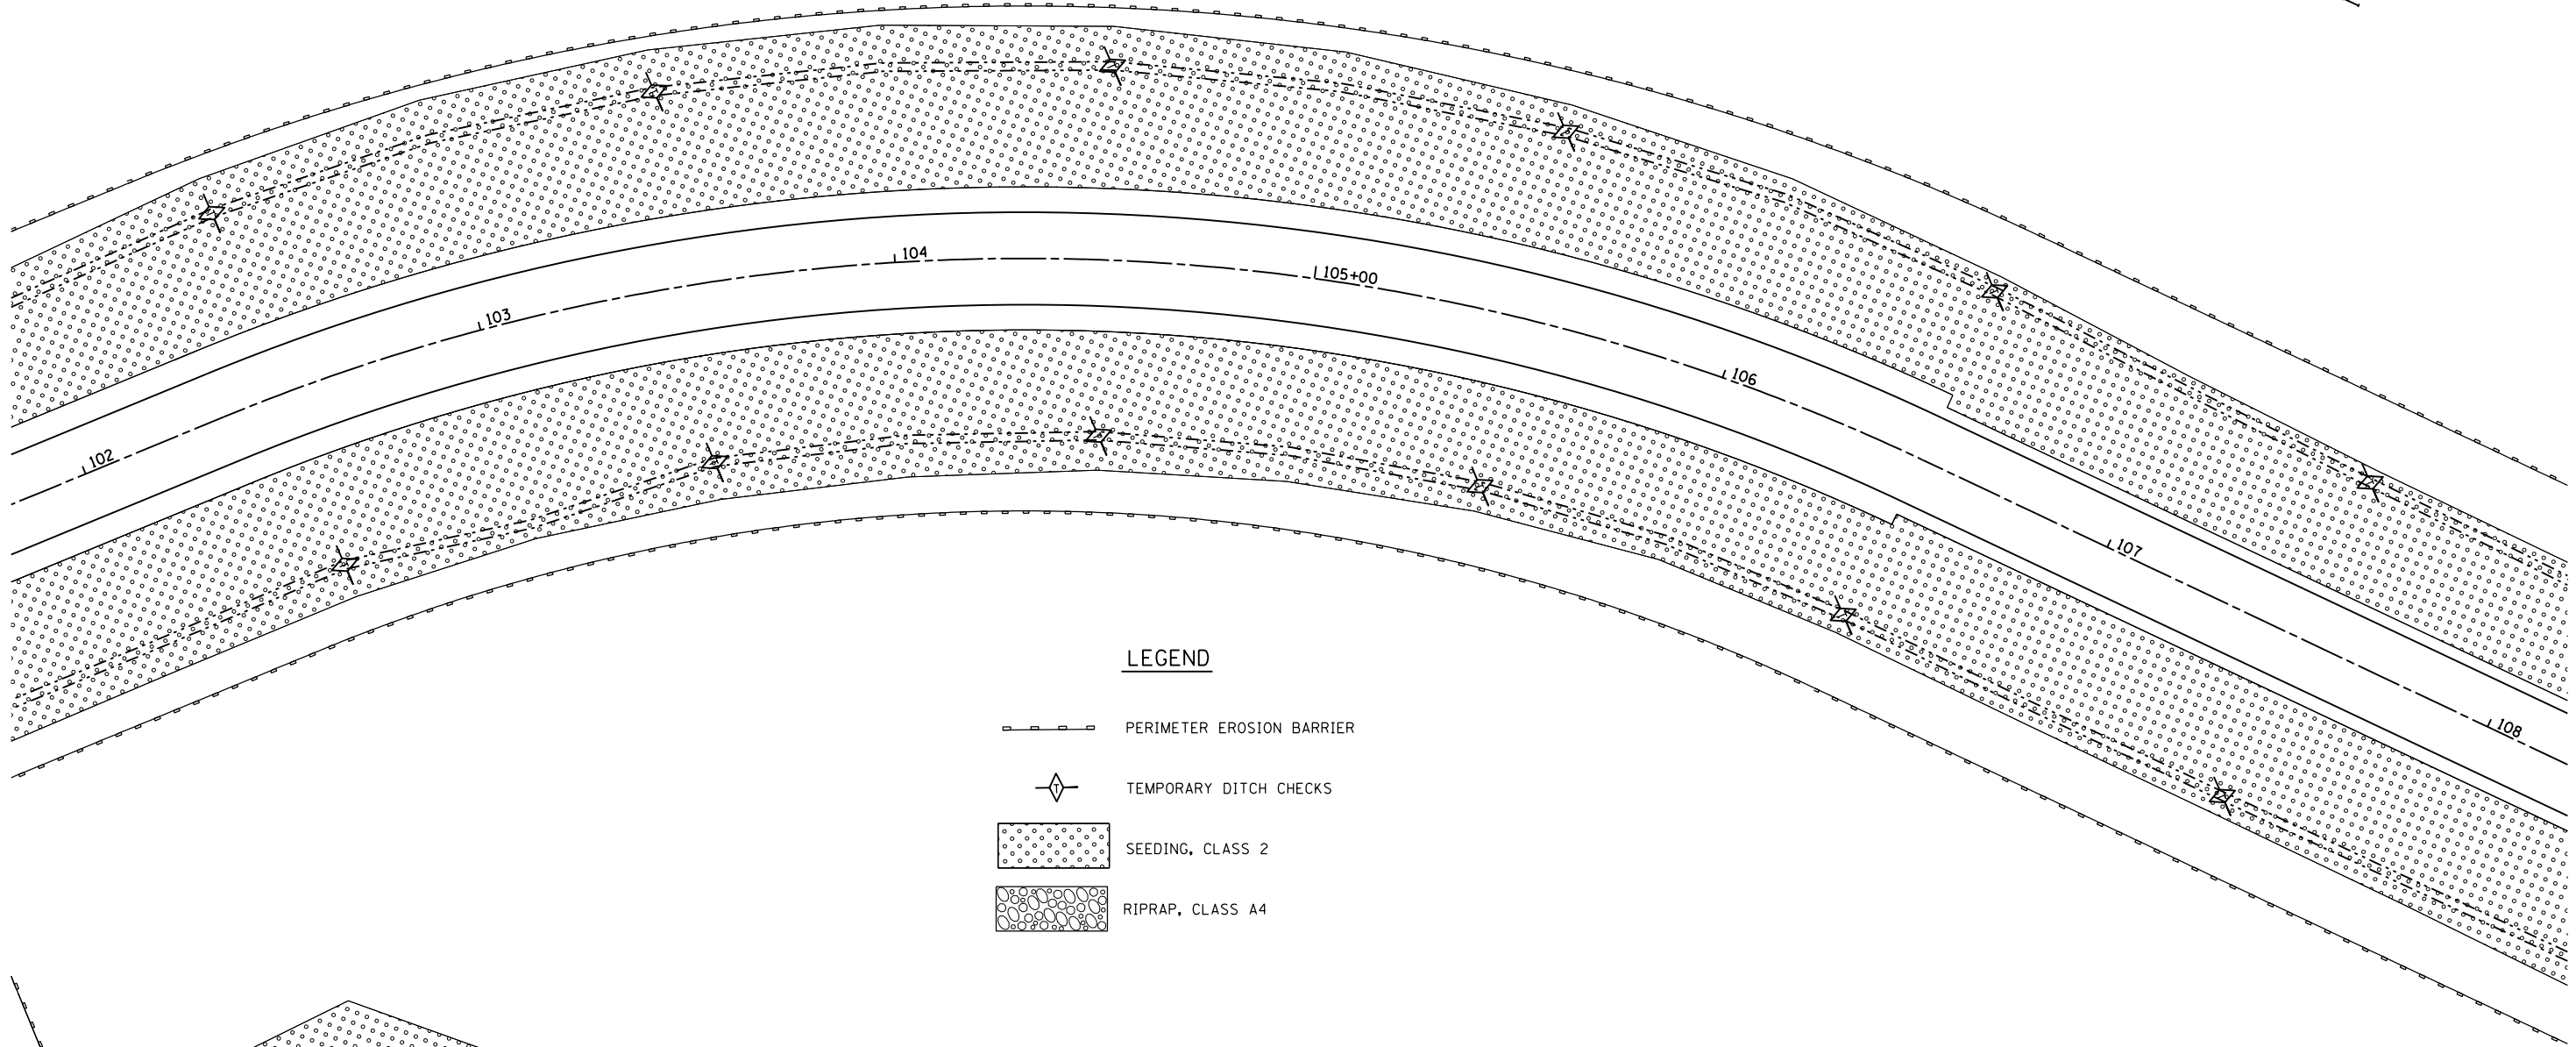 104
105+00
103
106
102
107
108
LEGEND
PERIMETER EROSION BARRIER
T TEMPORARY DITCH CHECKS
SEEDING, CLASS 2
RIPRAP, CLASS A4